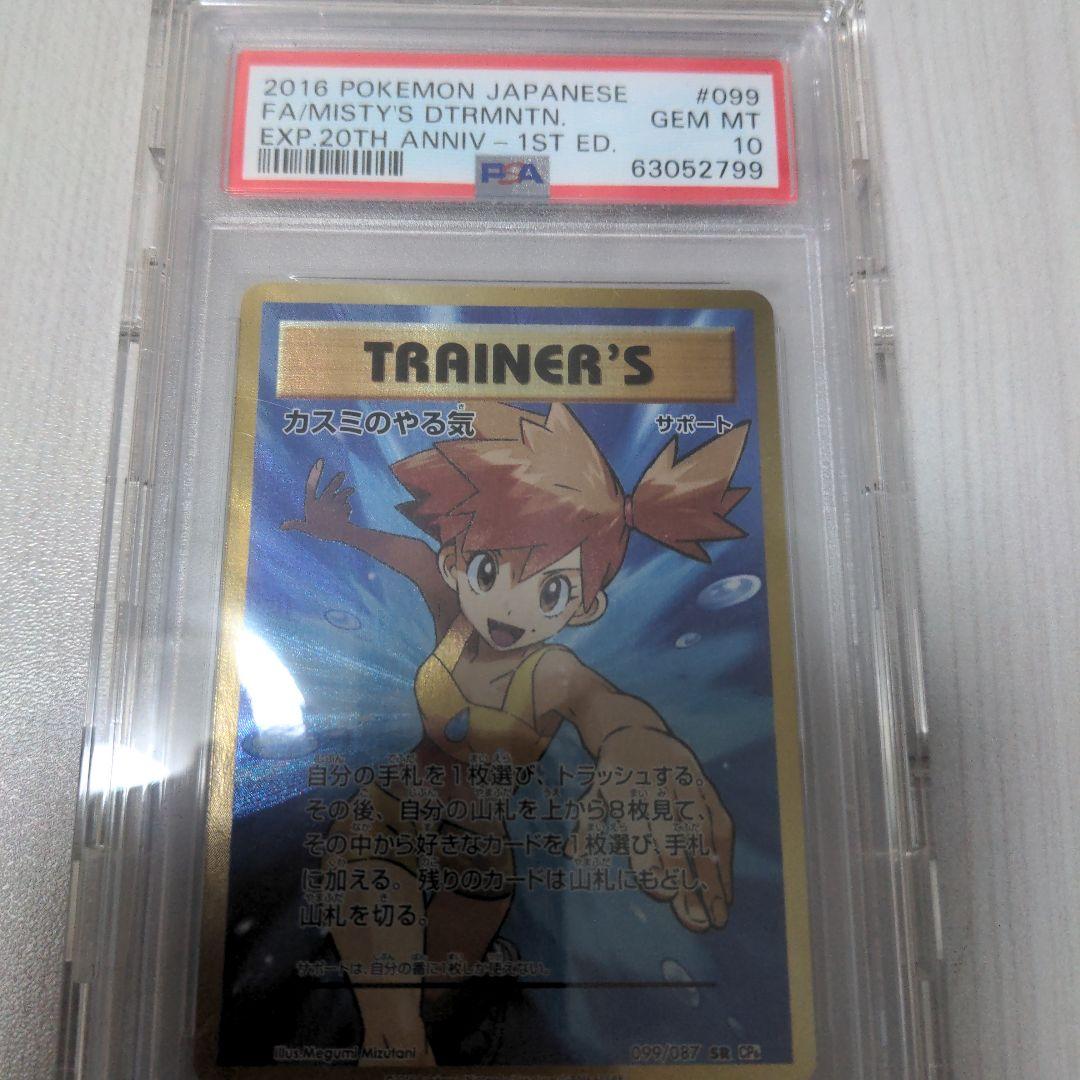 2016 POKEMON JAPANESE #099
FA/MISTY'S DTRMNTN. GEM MT
EXP.20TH ANNIV - 1ST ED. 10
PSA 63052799
TRAINER'S
カスミのやる気 サポート
自分の手札を1枚選び、トラッシュする。
その後、自分の山札を上から8枚見て、
その中から好きなカードを1枚選び、手札
に加える。残りのカードは山札にもどし、
山札を切る。
サポートは、自分の番に1枚しか使えない。
Illus. Megumi Mizutani 099/087 SR CP6